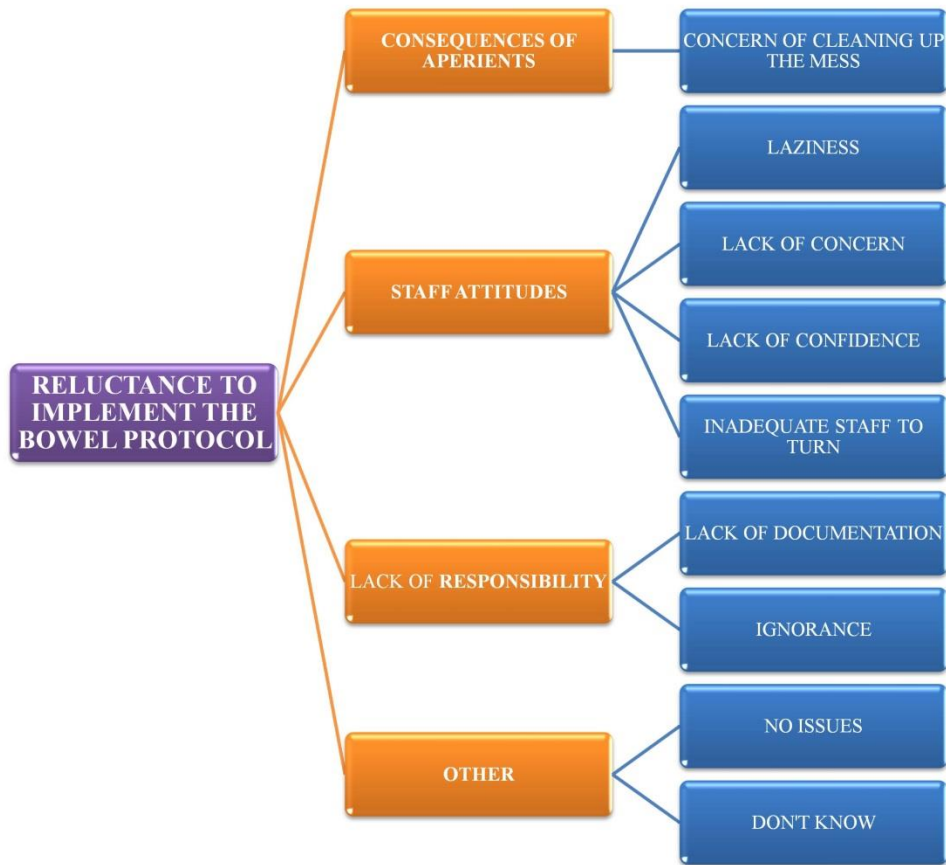 CONSEQUENCES OF
APERIENTS
CONCERN OF CLEANING UP
THE MESS
LAZINESS
LACK OF CONCERN
STAFF ATTITUDES
LACK OF CONFIDENCE
INADEQUATE STAFF TO
TURN
RELUCTANCE TO
IMPLEMENT THE
BOWEL PROTOCOL
LACK OF DOCUMENTATION
LACK OF RESPONSIBILITY
IGNORANCE
NO ISSUES
OTHER
DON'T KNOW